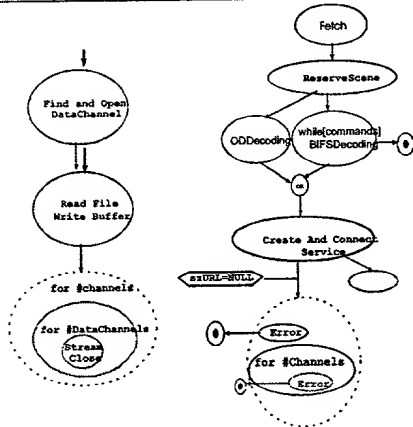 Find and Open
DataChannel
Read File
Write Buffer
for #channels
for #DataChannels
Stream
Close
Fetch
ReserveScene
ODDecoding
while[commands]
BIFSDecoding
OR
Create And Connect
Service
szURL=NULL
Error
for #Channels
Error